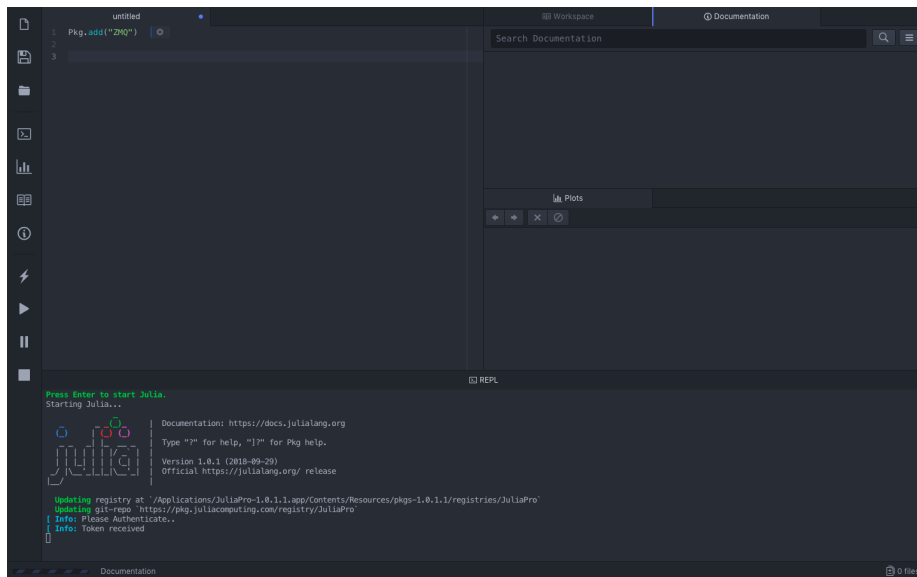 untitled
1 Pkg.add("ZMQ")
2
3
Workspace
Documentation
Search Documentation
Plots
REPL
Press Enter to start Julia.
Starting Julia...
Documentation: https://docs.julialang.org
Type "?" for help, "]?" for Pkg help.
Version 1.0.1 (2018-09-29)
Official https://julialang.org/ release
Updating registry at `/Applications/JuliaPro-1.0.1.1.app/Contents/Resources/pkgs-1.0.1.1/registries/JuliaPro`
Updating git-repo `https://pkg.juliacomputing.com/registry/JuliaPro`
[ Info: Please Authenticate..
[ Info: Token received
Documentation
0 files